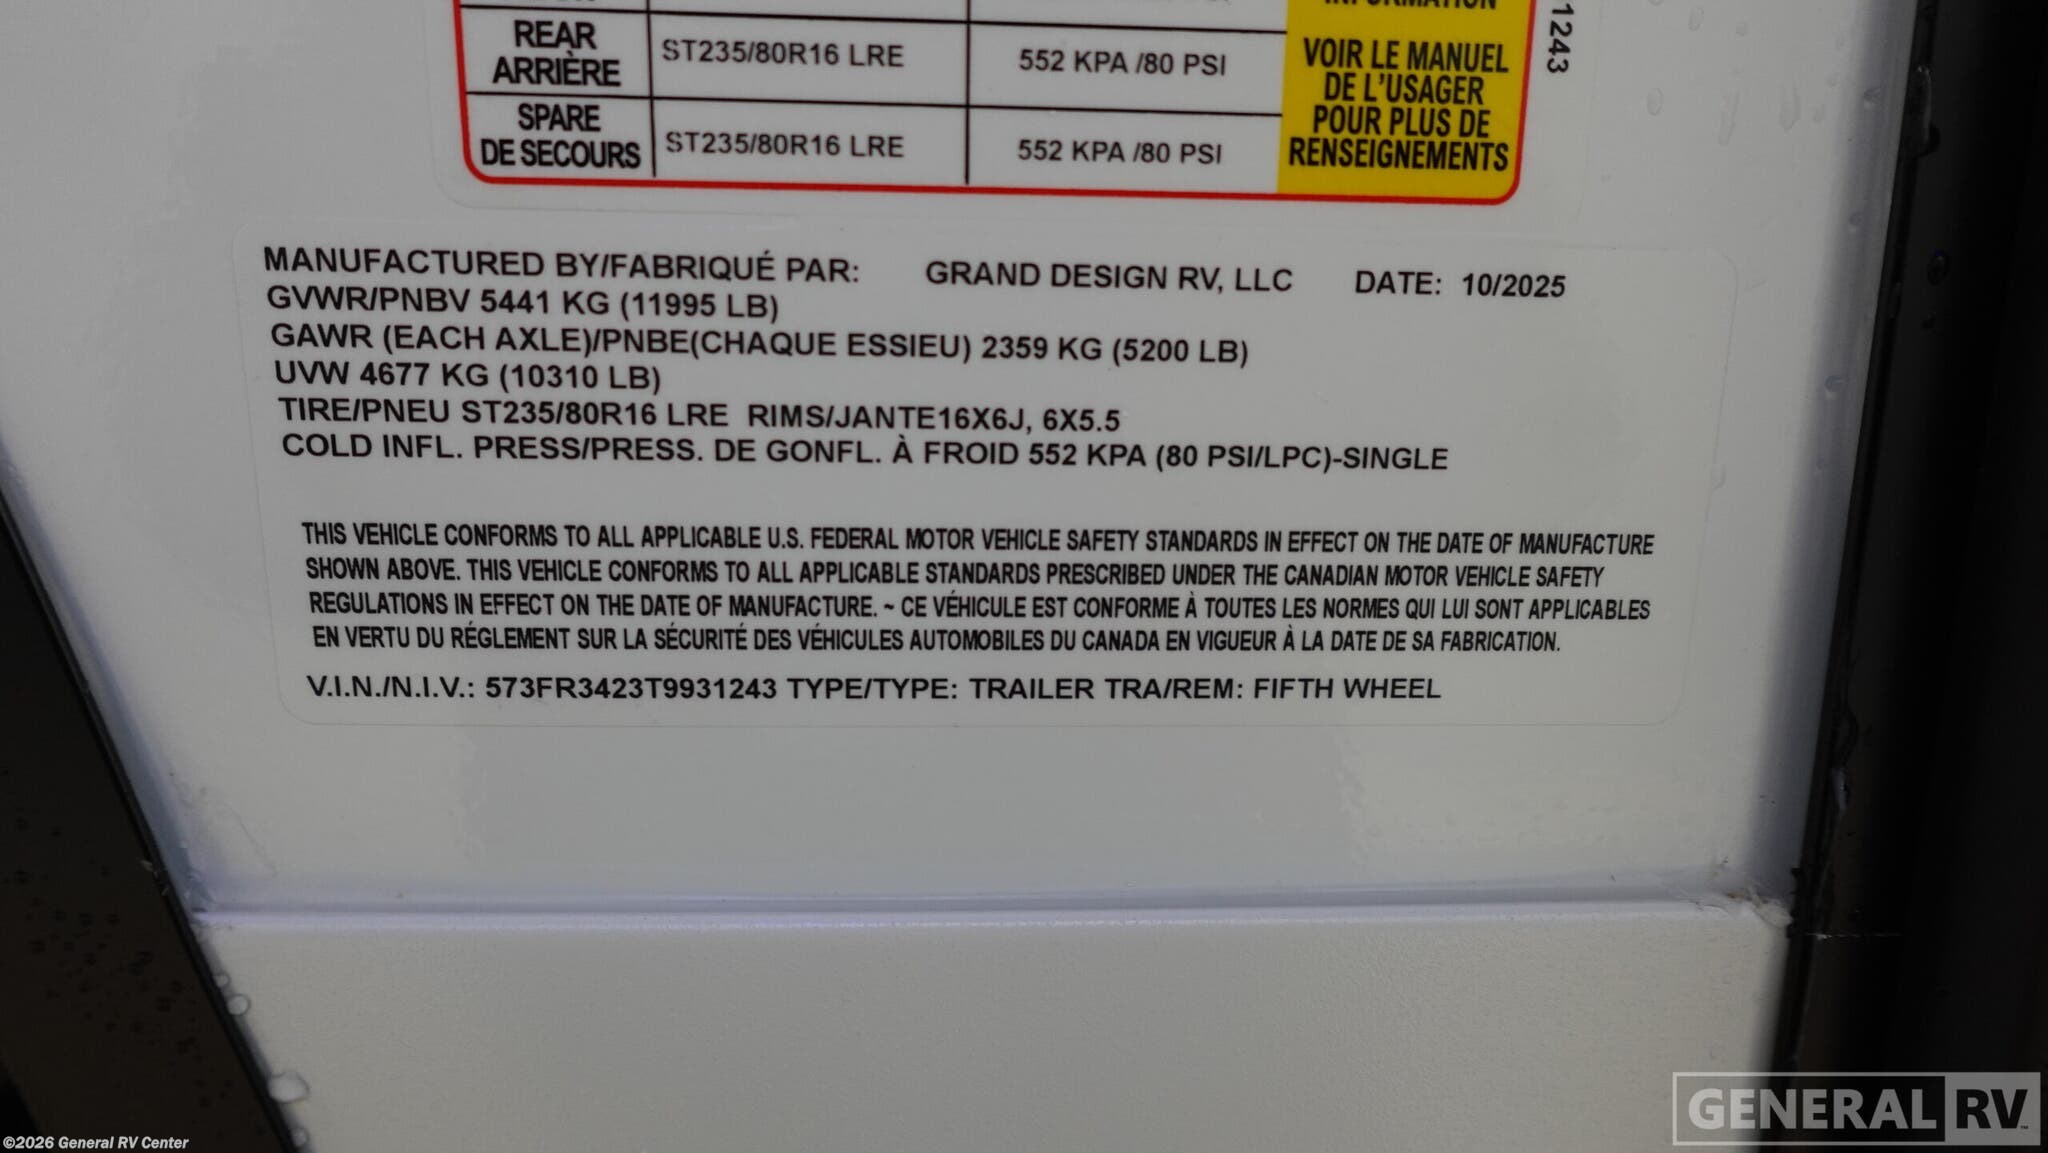 INFORMATION
REAR
ARRIÈRE
ST235/80R16 LRE
552 KPA /80 PSI
VOIR LE MANUEL
DE L'USAGER
POUR PLUS DE
RENSEIGNEMENTS
SPARE
DE SECOURS
ST235/80R16 LRE
552 KPA /80 PSI
1243
MANUFACTURED BY/FABRIQUÉ PAR: GRAND DESIGN RV, LLC DATE: 10/2025
GVWR/PNBV 5441 KG (11995 LB)
GAWR (EACH AXLE)/PNBE(CHAQUE ESSIEU) 2359 KG (5200 LB)
UVW 4677 KG (10310 LB)
TIRE/PNEU ST235/80R16 LRE RIMS/JANTE16X6J, 6X5.5
COLD INFL. PRESS/PRESS. DE GONFL. À FROID 552 KPA (80 PSI/LPC)-SINGLE
THIS VEHICLE CONFORMS TO ALL APPLICABLE U.S. FEDERAL MOTOR VEHICLE SAFETY STANDARDS IN EFFECT ON THE DATE OF MANUFACTURE
SHOWN ABOVE. THIS VEHICLE CONFORMS TO ALL APPLICABLE STANDARDS PRESCRIBED UNDER THE CANADIAN MOTOR VEHICLE SAFETY
REGULATIONS IN EFFECT ON THE DATE OF MANUFACTURE. ~ CE VÉHICULE EST CONFORME À TOUTES LES NORMES QUI LUI SONT APPLICABLES
EN VERTU DU RÉGLEMENT SUR LA SÉCURITÉ DES VÉHICULES AUTOMOBILES DU CANADA EN VIGUEUR À LA DATE DE SA FABRICATION.
V.I.N./N.I.V.: 573FR3423T9931243 TYPE/TYPE: TRAILER TRA/REM: FIFTH WHEEL
GENERAL RV
©2026 General RV Center